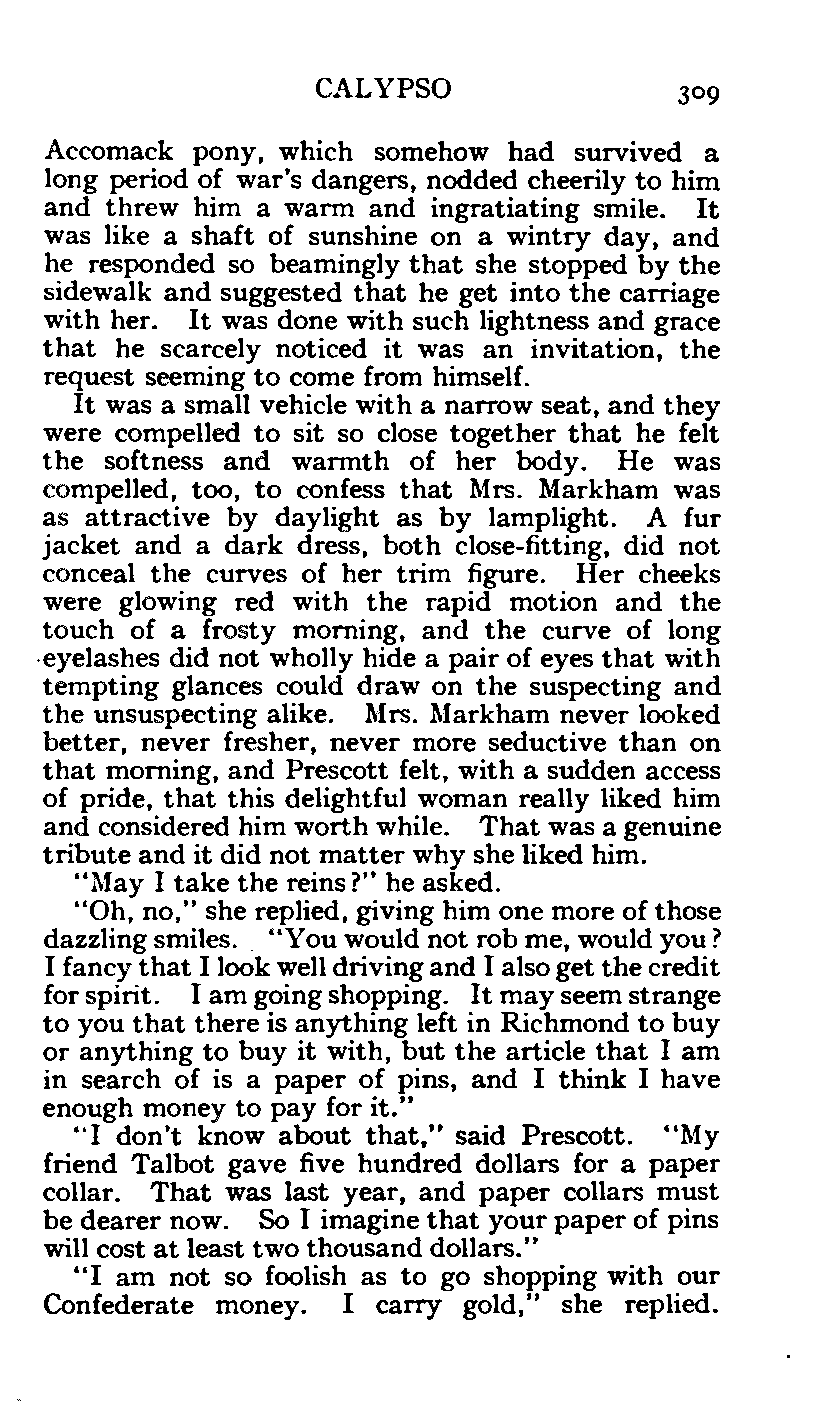 CALYPSO 309
Accomack pony, which somehow had survived a
long period of war's dangers, nodded cheerily to him
and threw him a warm and ingratiating smile. It
was like a shaft of sunshine on a wintry day, and
he responded so beamingly that she stopped by the
sidewalk and suggested that he get into the carriage
with her. It was done with such lightness and grace
that he scarcely noticed it was an invitation, the
request seeming to come from himself.
It was a small vehicle with a narrow seat, and they
were compelled to sit so close together that he felt
the softness and warmth of her body. He was
compelled, too, to confess that Mrs. Markham was
as attractive by daylight as by lamplight. A fur
jacket and a dark dress, both close-fitting, did not
conceal the curves of her trim figure. Her cheeks
were glowing red with the rapid motion and the
touch of a frosty morning, and the curve of long
eyelashes did not wholly hide a pair of eyes that with
tempting glances could draw on the suspecting and
the unsuspecting alike. Mrs. Markham never looked
better, never fresher, never more seductive than on
that morning, and Prescott felt, with a sudden access
of pride, that this delightful woman really liked him
and considered him worth while. That was a genuine
tribute and it did not matter why she liked him.
"May I take the reins?" he asked.
"Oh, no," she replied, giving him one more of those
dazzling smiles. "You would not rob me, would you?
I fancy that I look well driving and I also get the credit
for spirit. I am going shopping. It may seem strange
to you that there is anything left in Richmond to buy
or anything to buy it with, but the article that I am
in search of is a paper of pins, and I think I have
enough money to pay for it."
"I don't know about that," said Prescott. "My
friend Talbot gave five hundred dollars for a paper
collar. That was last year, and paper collars must
be dearer now. So I imagine that your paper of pins
will cost at least two thousand dollars."
"I am not so foolish as to go shopping with our
Confederate money. I carry gold," she replied.